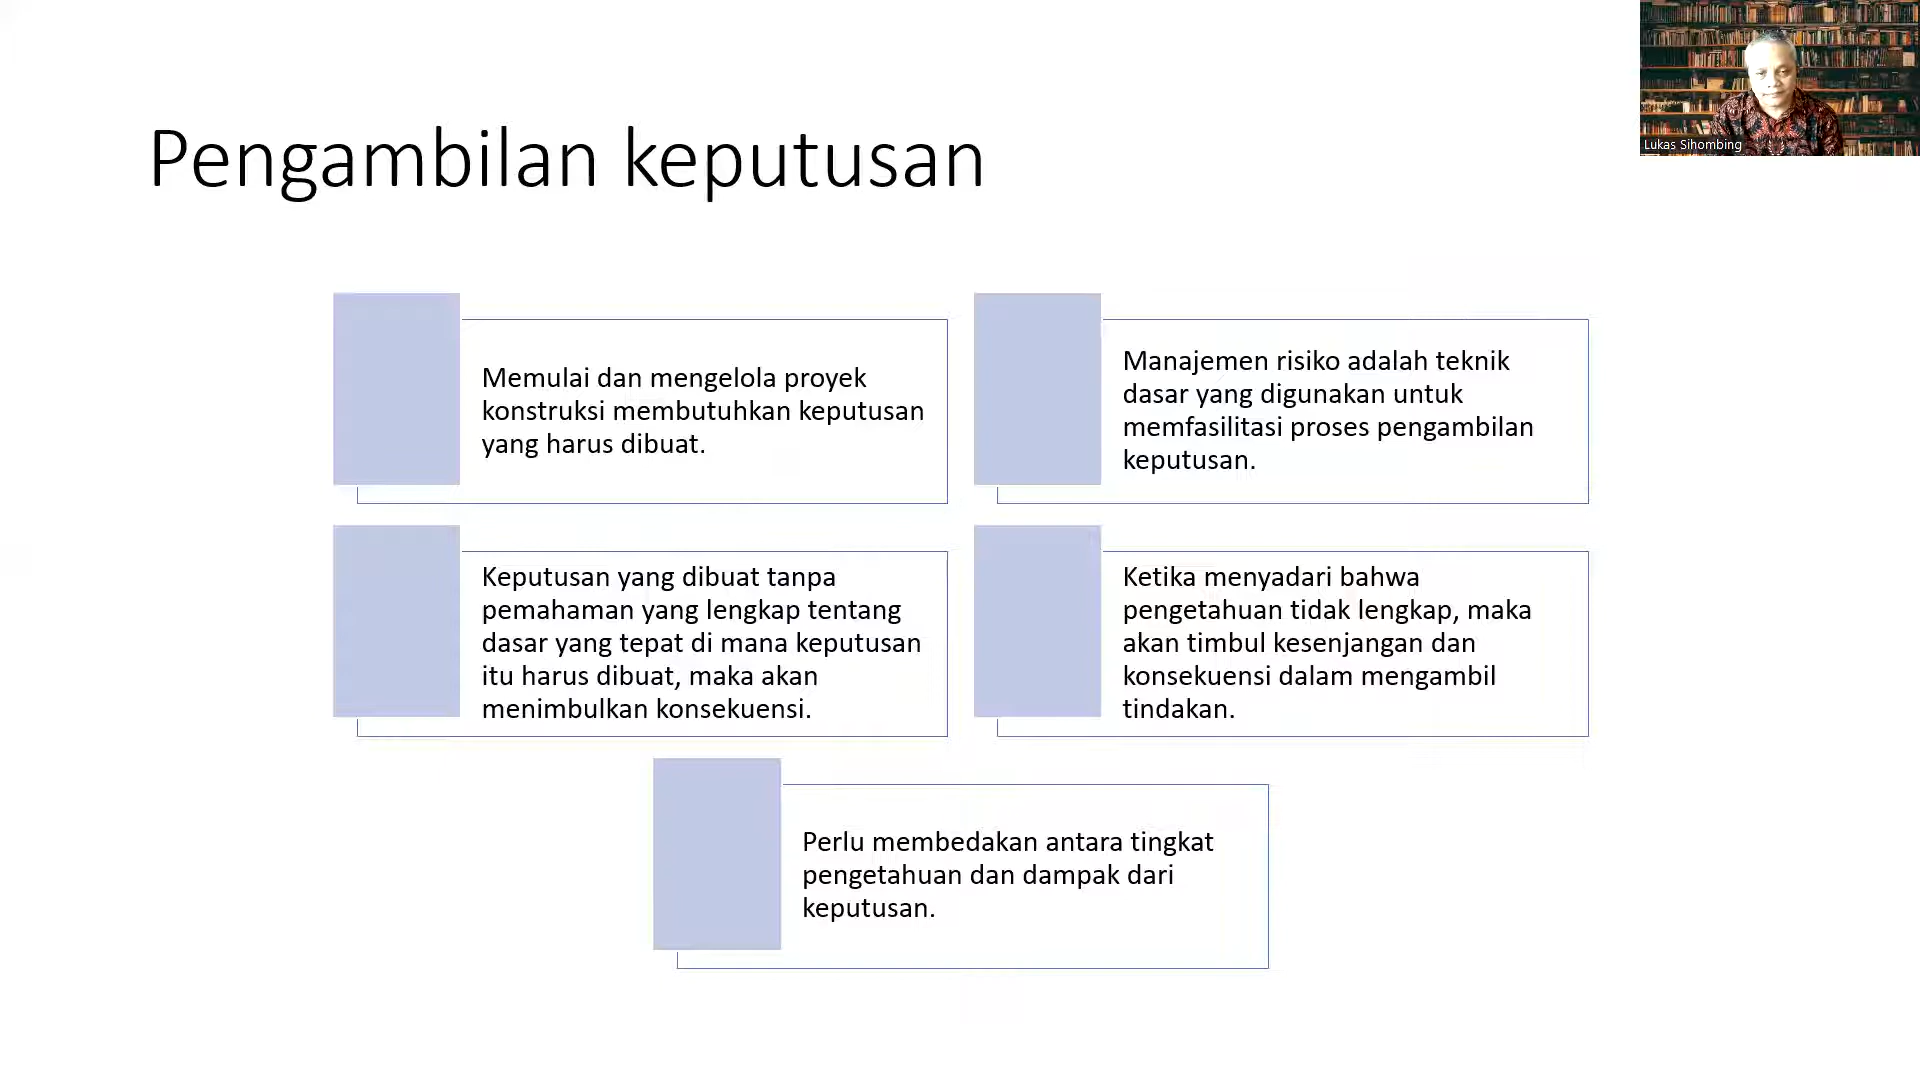 Pengambilan keputusan
Lukas Sihombing
Memulai dan mengelola proyek
konstruksi membutuhkan keputusan
yang harus dibuat.
Manajemen risiko adalah teknik
dasar yang digunakan untuk
memfasilitasi proses pengambilan
keputusan.
Keputusan yang dibuat tanpa
pemahaman yang lengkap tentang
dasar yang tepat di mana keputusan
itu harus dibuat, maka akan
menimbulkan konsekuensi.
Ketika menyadari bahwa
pengetahuan tidak lengkap, maka
akan timbul kesenjangan dan
konsekuensi dalam mengambil
tindakan.
Perlu membedakan antara tingkat
pengetahuan dan dampak dari
keputusan.